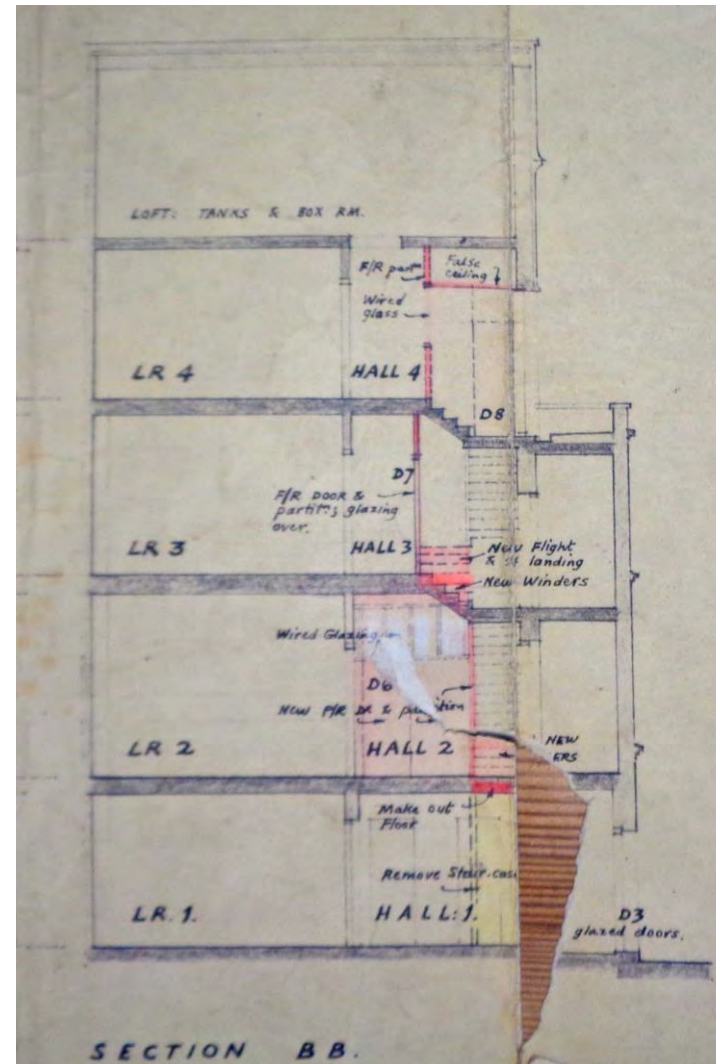 LOFT: TANKS & BOX RM.
F/R part
False
ceiling
Wired
glass
LR 4
HALL 4
D8
D7
F/R DOOR &
glazing
over.
LR 3
HALL 3
New Flight
& landing
New Winders
Wired Glazing
D6
New F/R DR & partition
LR 2
HALL 2
NEW
ERS
Make out
Floor
Remove Stair.cas
LR.1.
HALL:1.
D3
glazed doors.
SECTION BB.